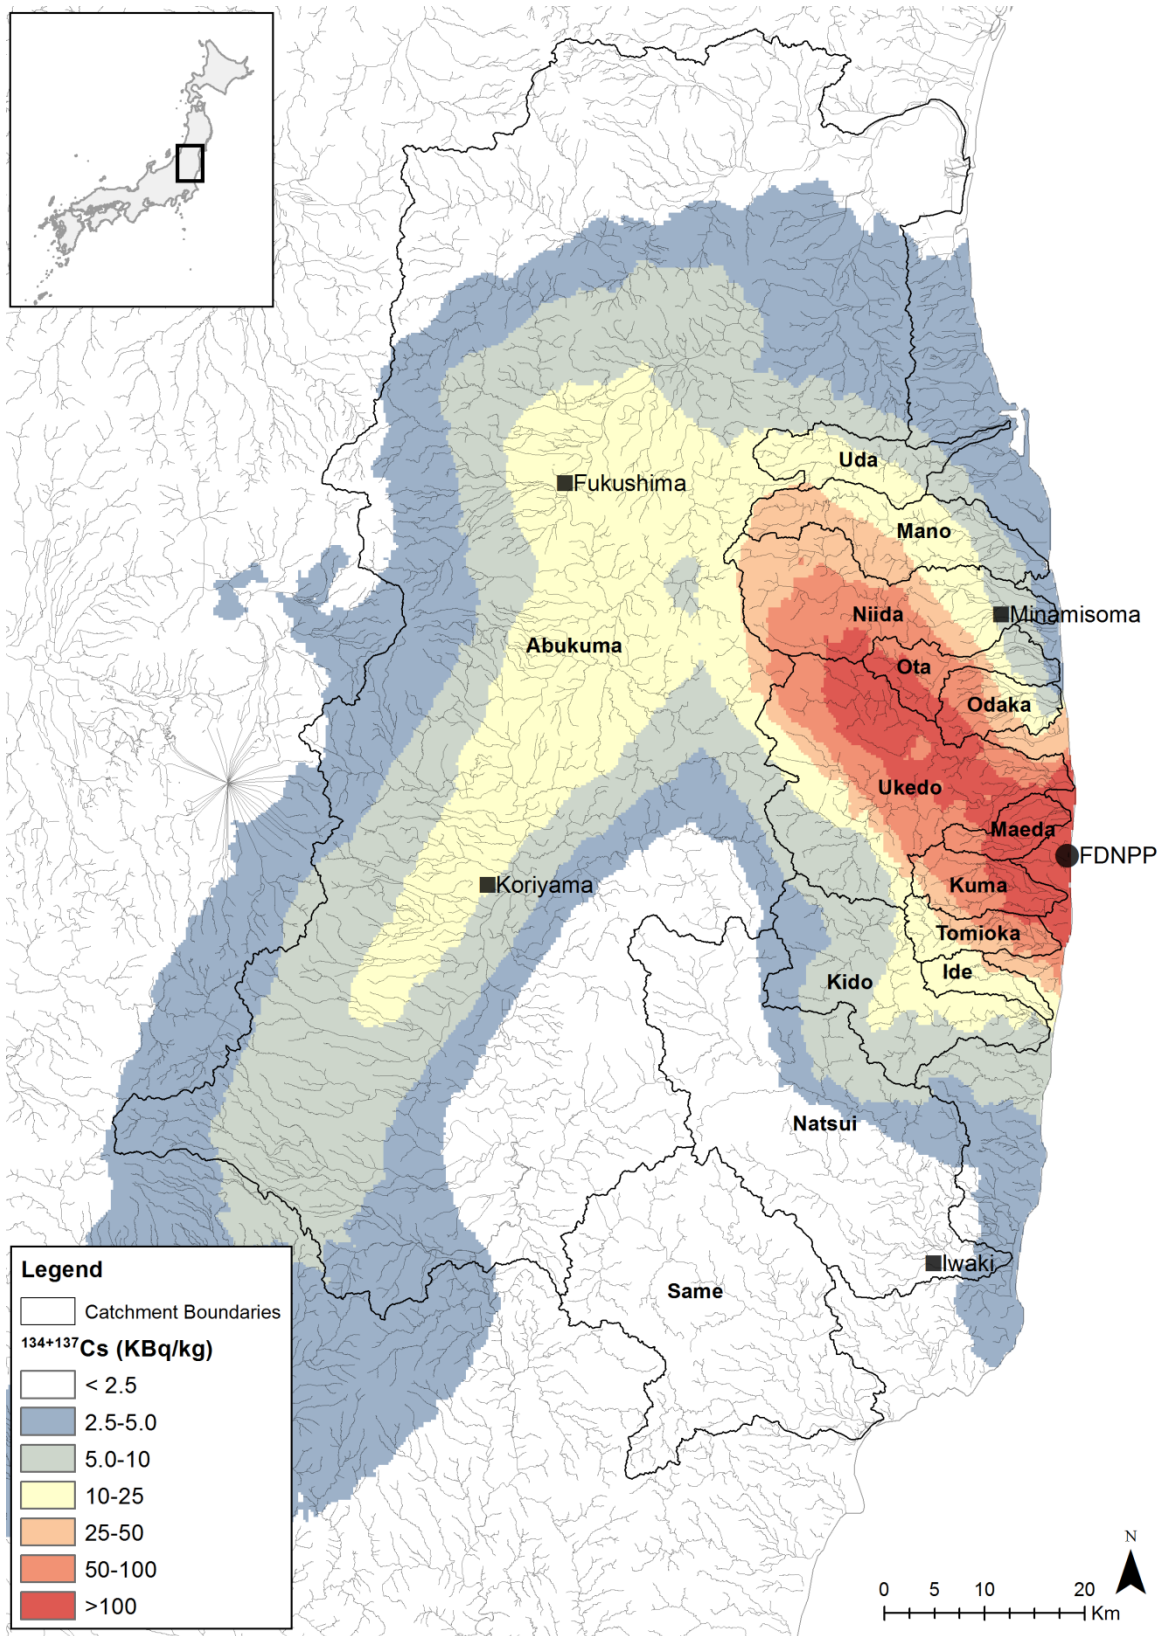 Uda
Fukushima
Mano
Niida
Minamisoma
Abukuma
Ota
Odaka
Ukedo
Maeda
FDNPP
Koriyama
Kuma
Tomioka
Ide
Kido
Natsui
Iwaki
Same
Legend
Catchment Boundaries
134+137Cs (KBq/kg)
< 2.5
2.5-5.0
5.0-10
10-25
25-50
50-100
>100
N
0 5 10 20
Km